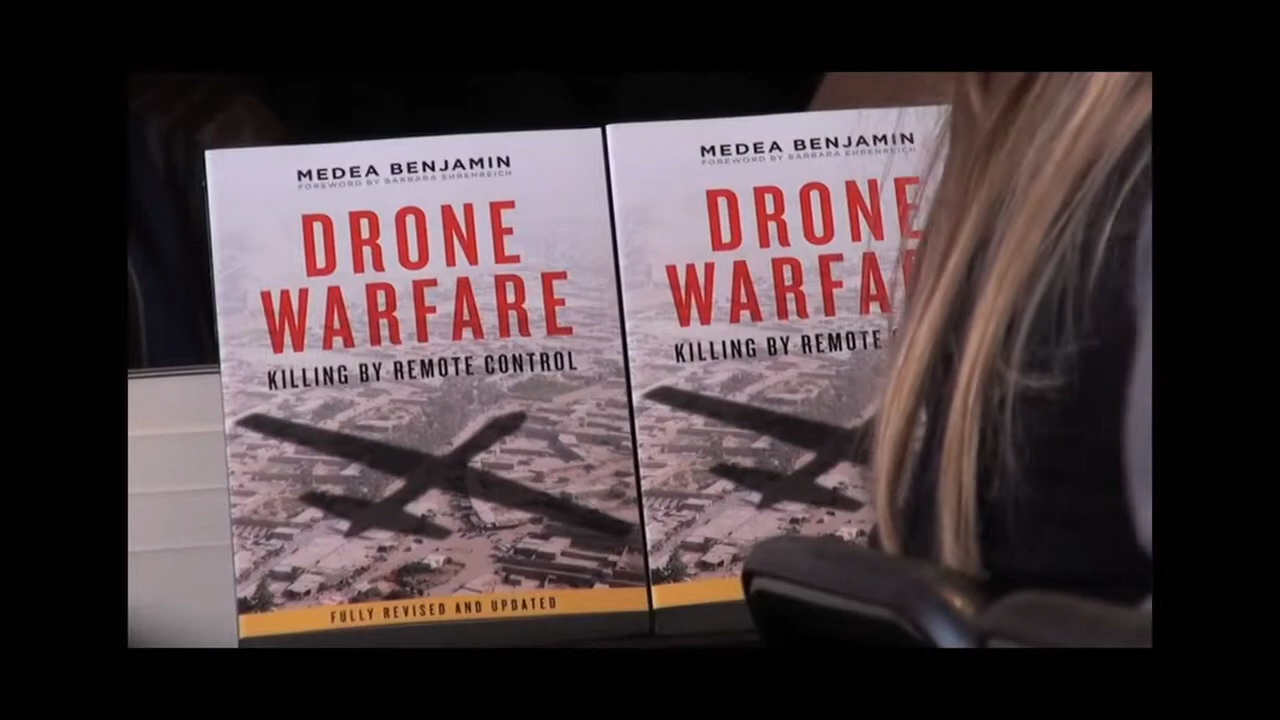 MEDEA BENJAMIN
FOREWORD BY BARBARA EHRENREICH
DRONE
WARFARE
KILLING BY REMOTE CONTROL
FULLY REVISED AND UPDATED
MEDEA BENJAMIN
FOREWORD BY BARBARA EHRENREICH
DRONE
WARFA
KILLING BY REMOTE